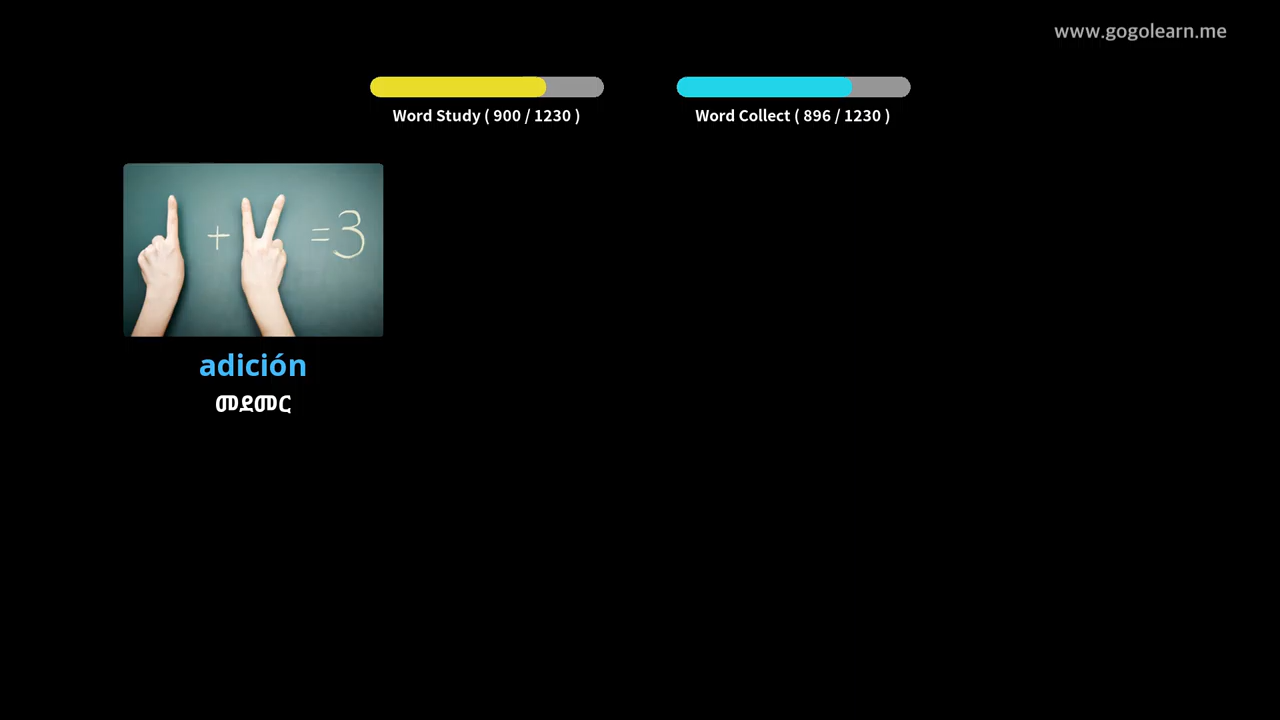 www.gogolearn.me
Word Study ( 900 / 1230 )
Word Collect ( 896 / 1230 )
+ = 3
adición
መደመር